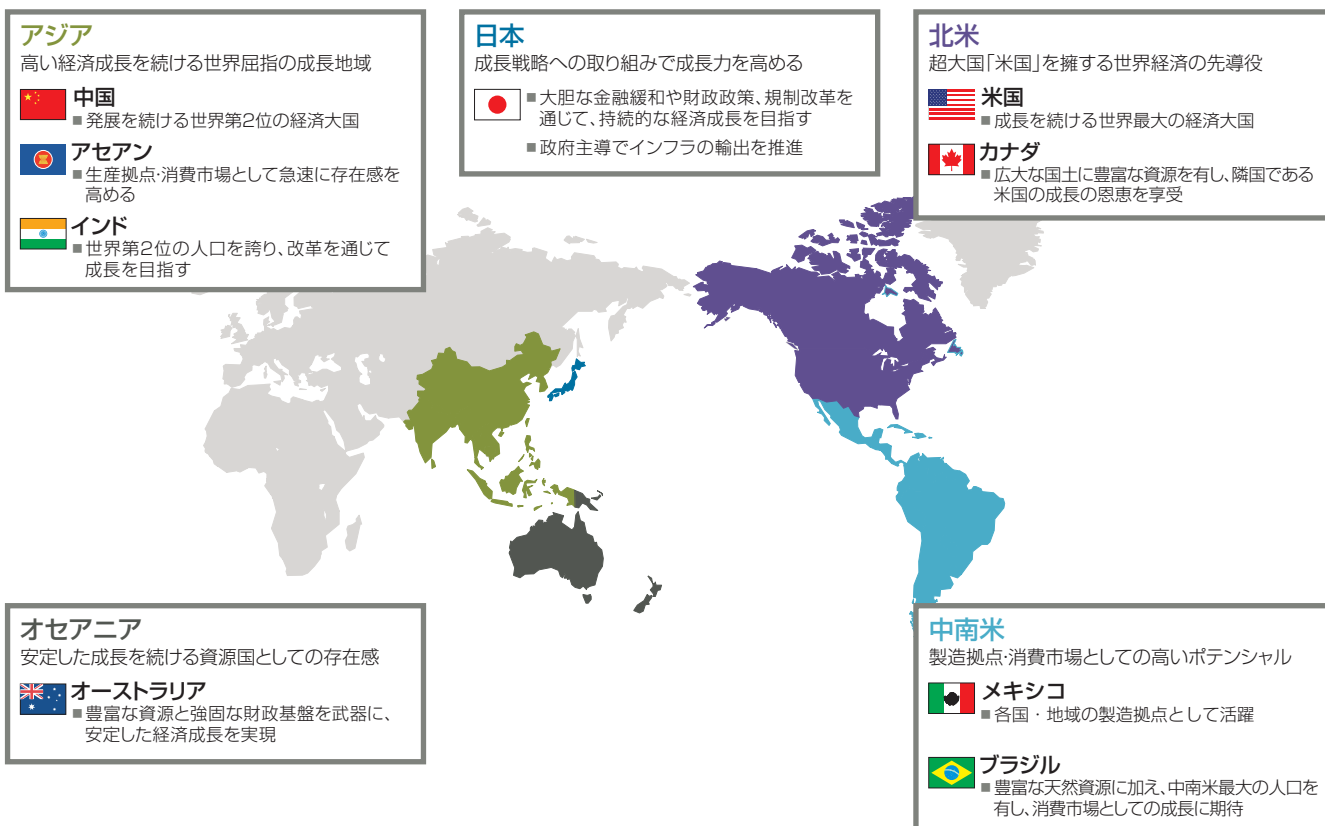 アジア
高い経済成長を続ける世界屈指の成長地域
中国
■発展を続ける世界第2位の経済大国
アセアン
■生産拠点・消費市場として急速に存在感を
高める
インド
■世界第2位の人口を誇り、改革を通じて
成長を目指す
日本
成長戦略への取り組みで成長力を高める
■大胆な金融緩和や財政政策、規制改革を
通じて、持続的な経済成長を目指す
■政府主導でインフラの輸出を推進
北米
超大国「米国」を擁する世界経済の先導役
米国
■成長を続ける世界最大の経済大国
カナダ
■広大な国土に豊富な資源を有し、隣国である
米国の成長の恩恵を享受
オセアニア
安定した成長を続ける資源国としての存在感
オーストラリア
■豊富な資源と強固な財政基盤を武器に、
安定した経済成長を実現
中南米
製造拠点・消費市場としての高いポテンシャル
メキシコ
■各国・地域の製造拠点として活躍
ブラジル
■豊富な天然資源に加え、中南米最大の人口を
有し、消費市場としての成長に期待